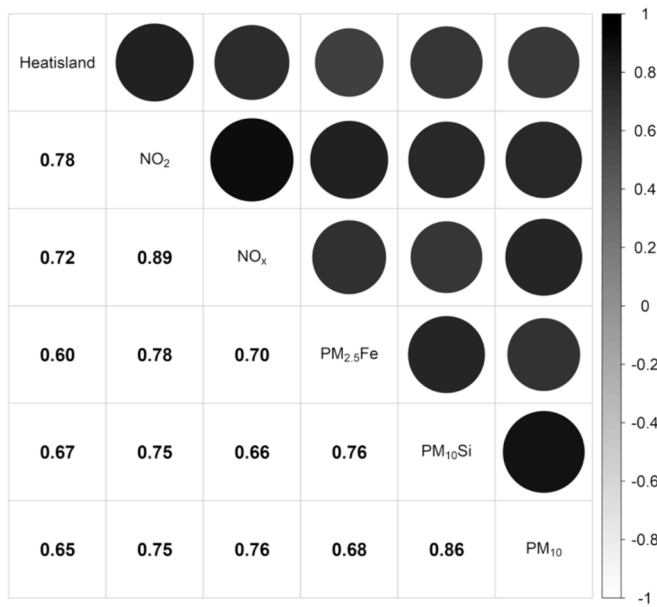 Heatisland
0.78 NO₂
0.72 0.89 NOₓ
0.60 0.78 0.70 PM₂.₅Fe
0.67 0.75 0.66 0.76 PM₁₀Si
0.65 0.75 0.76 0.68 0.86 PM₁₀
1
0.8
0.6
0.4
0.2
0
-0.2
-0.4
-0.6
-0.8
-1